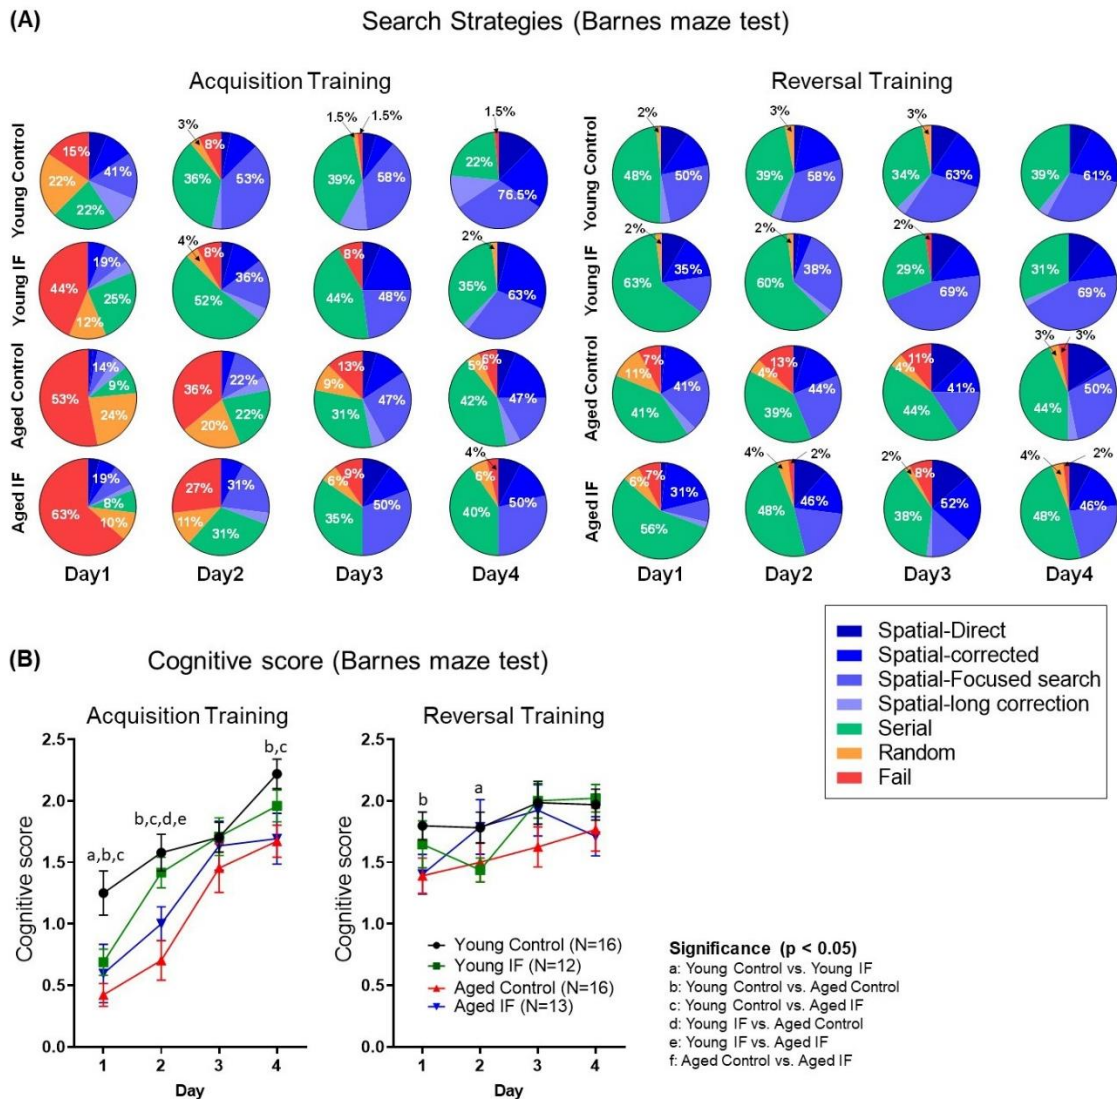 (A)
Search Strategies (Barnes maze test)
Acquisition Training
Reversal Training
Young Control
15% 41% 22% 22%
3% 8% 36% 53%
1.5% 1.5% 39% 58%
1.5% 22% 76.5%
2% 48% 50%
3% 39% 58%
3% 34% 63%
39% 61%
Young IF
44% 19% 25% 12%
4% 8% 36% 52%
8% 44% 48%
2% 35% 63%
2% 35% 63%
2% 38% 60%
2% 29% 69%
31% 69%
Aged Control
53% 14% 9% 24%
36% 22% 22% 20%
13% 9% 47% 31%
6% 5% 42% 47%
7% 11% 41% 41%
13% 4% 44% 39%
11% 4% 41% 44%
3% 3% 50% 44%
Aged IF
63% 19% 8% 10%
27% 31% 11% 31%
9% 6% 50% 35%
4% 6% 50% 40%
7% 6% 31% 56%
4% 2% 46% 48%
2% 8% 52% 38%
4% 2% 46% 48%
Day1 Day2 Day3 Day4
Day1 Day2 Day3 Day4
Spatial-Direct
Spatial-corrected
Spatial-Focused search
Spatial-long correction
Serial
Random
Fail
(B)
Cognitive score (Barnes maze test)
Acquisition Training
Cognitive score
2.5
2.0
1.5
1.0
0.5
0.0
a,b,c
b,c,d,e
b,c
1 2 3 4
Day
Reversal Training
Cognitive score
2.5
2.0
1.5
1.0
0.5
0.0
b
a
Young Control (N=16)
Young IF (N=12)
Aged Control (N=16)
Aged IF (N=13)
1 2 3 4
Day
Significance (p < 0.05)
a: Young Control vs. Young IF
b: Young Control vs. Aged Control
c: Young Control vs. Aged IF
d: Young IF vs. Aged Control
e: Young IF vs. Aged IF
f: Aged Control vs. Aged IF